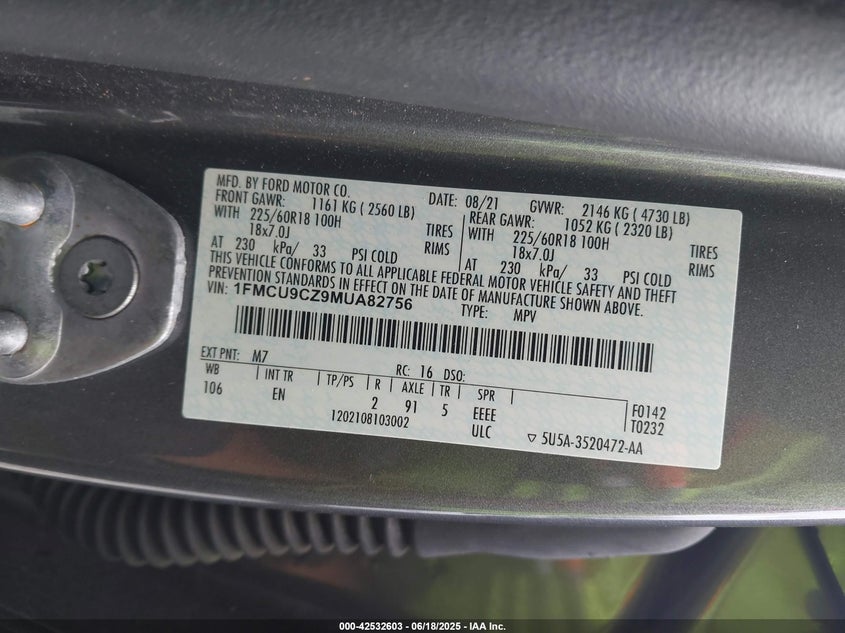 MFD. BY FORD MOTOR CO.
DATE: 08/21 GVWR: 2146 KG ( 4730 LB)
FRONT GAWR: 1161 KG ( 2560 LB) REAR GAWR: 1052 KG ( 2320 LB)
WITH 225/60R18 100H TIRES WITH 225/60R18 100H TIRES
18x7.0J RIMS 18x7.0J RIMS
AT 230 kPa/ 33 PSI COLD AT 230 kPa/ 33 PSI COLD
THIS VEHICLE CONFORMS TO ALL APPLICABLE FEDERAL MOTOR VEHICLE SAFETY AND THEFT
PREVENTION STANDARDS IN EFFECT ON THE DATE OF MANUFACTURE SHOWN ABOVE.
VIN: 1FMCU9CZ9MUA82756 TYPE: MPV
EXT PNT: M7 RC: 16 DSO:
WB INT TR TP/PS R AXLE TR SPR
106 EN 2 91 5 EEEE F0142
1202108103002 ULC T0232
5U5A-3520472-AA
000-42532603 - 06/18/2025 - IAA Inc.